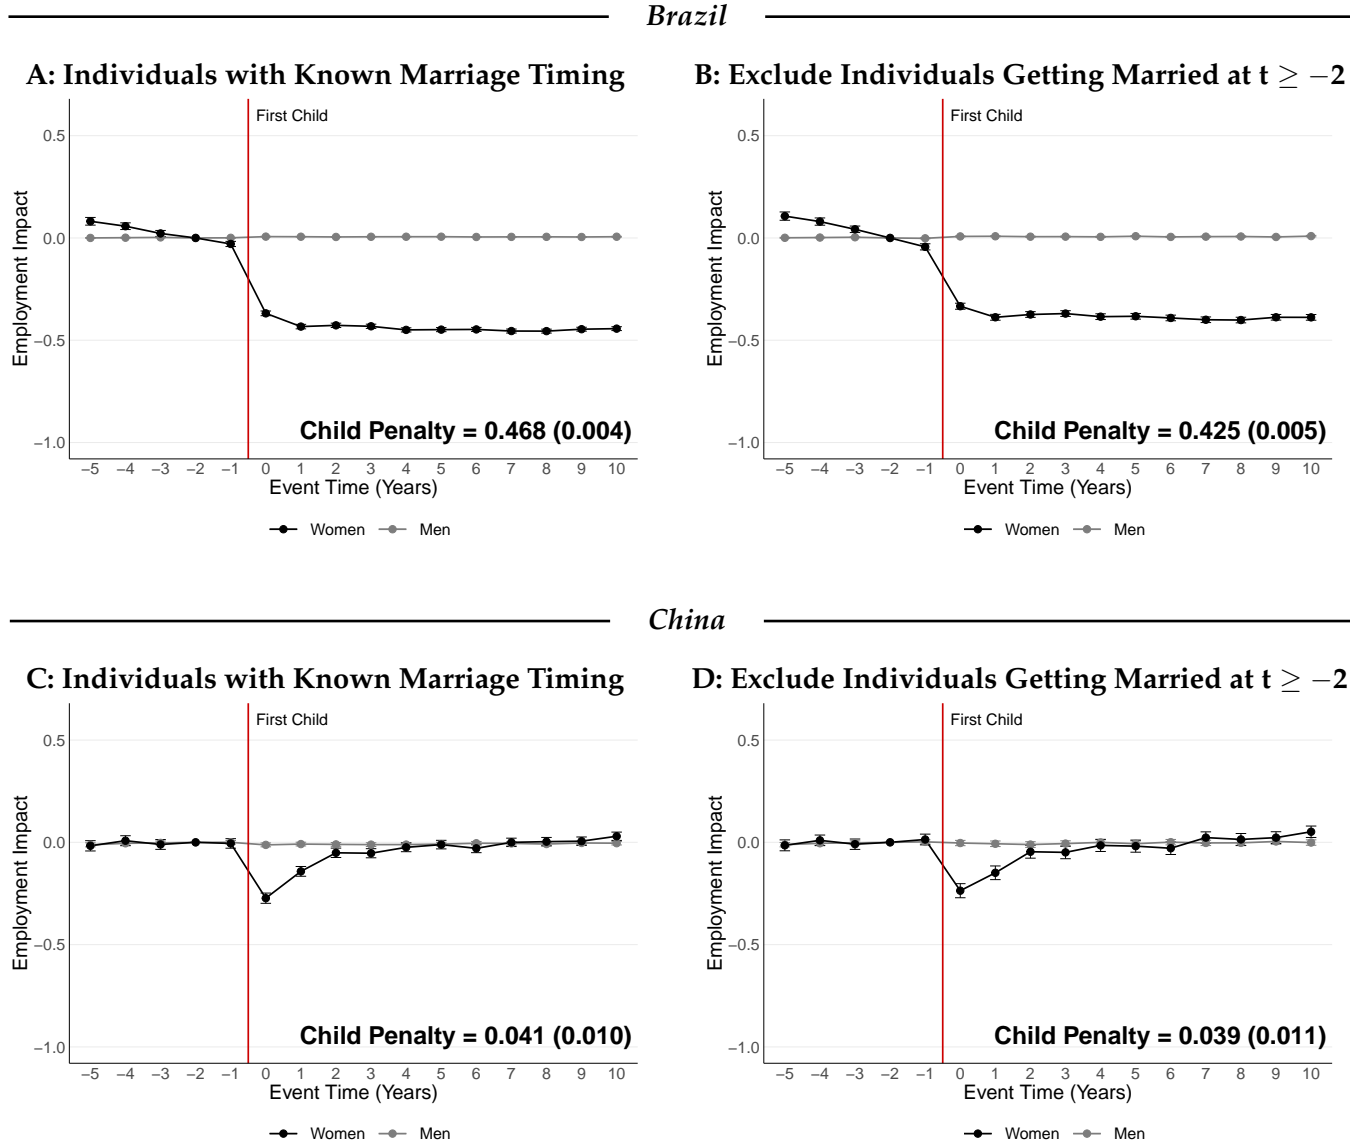 Brazil
A: Individuals with Known Marriage Timing
First Child
0.5
0.0
−0.5
−1.0
Employment Impact
Child Penalty = 0.468 (0.004)
−5 −4 −3 −2 −1 0 1 2 3 4 5 6 7 8 9 10
Event Time (Years)
Women Men
B: Exclude Individuals Getting Married at t ≥ −2
First Child
0.5
0.0
−0.5
−1.0
Employment Impact
Child Penalty = 0.425 (0.005)
−5 −4 −3 −2 −1 0 1 2 3 4 5 6 7 8 9 10
Event Time (Years)
Women Men
China
C: Individuals with Known Marriage Timing
First Child
0.5
0.0
−0.5
−1.0
Employment Impact
Child Penalty = 0.041 (0.010)
−5 −4 −3 −2 −1 0 1 2 3 4 5 6 7 8 9 10
Event Time (Years)
Women Men
D: Exclude Individuals Getting Married at t ≥ −2
First Child
0.5
0.0
−0.5
−1.0
Employment Impact
Child Penalty = 0.039 (0.011)
−5 −4 −3 −2 −1 0 1 2 3 4 5 6 7 8 9 10
Event Time (Years)
Women Men